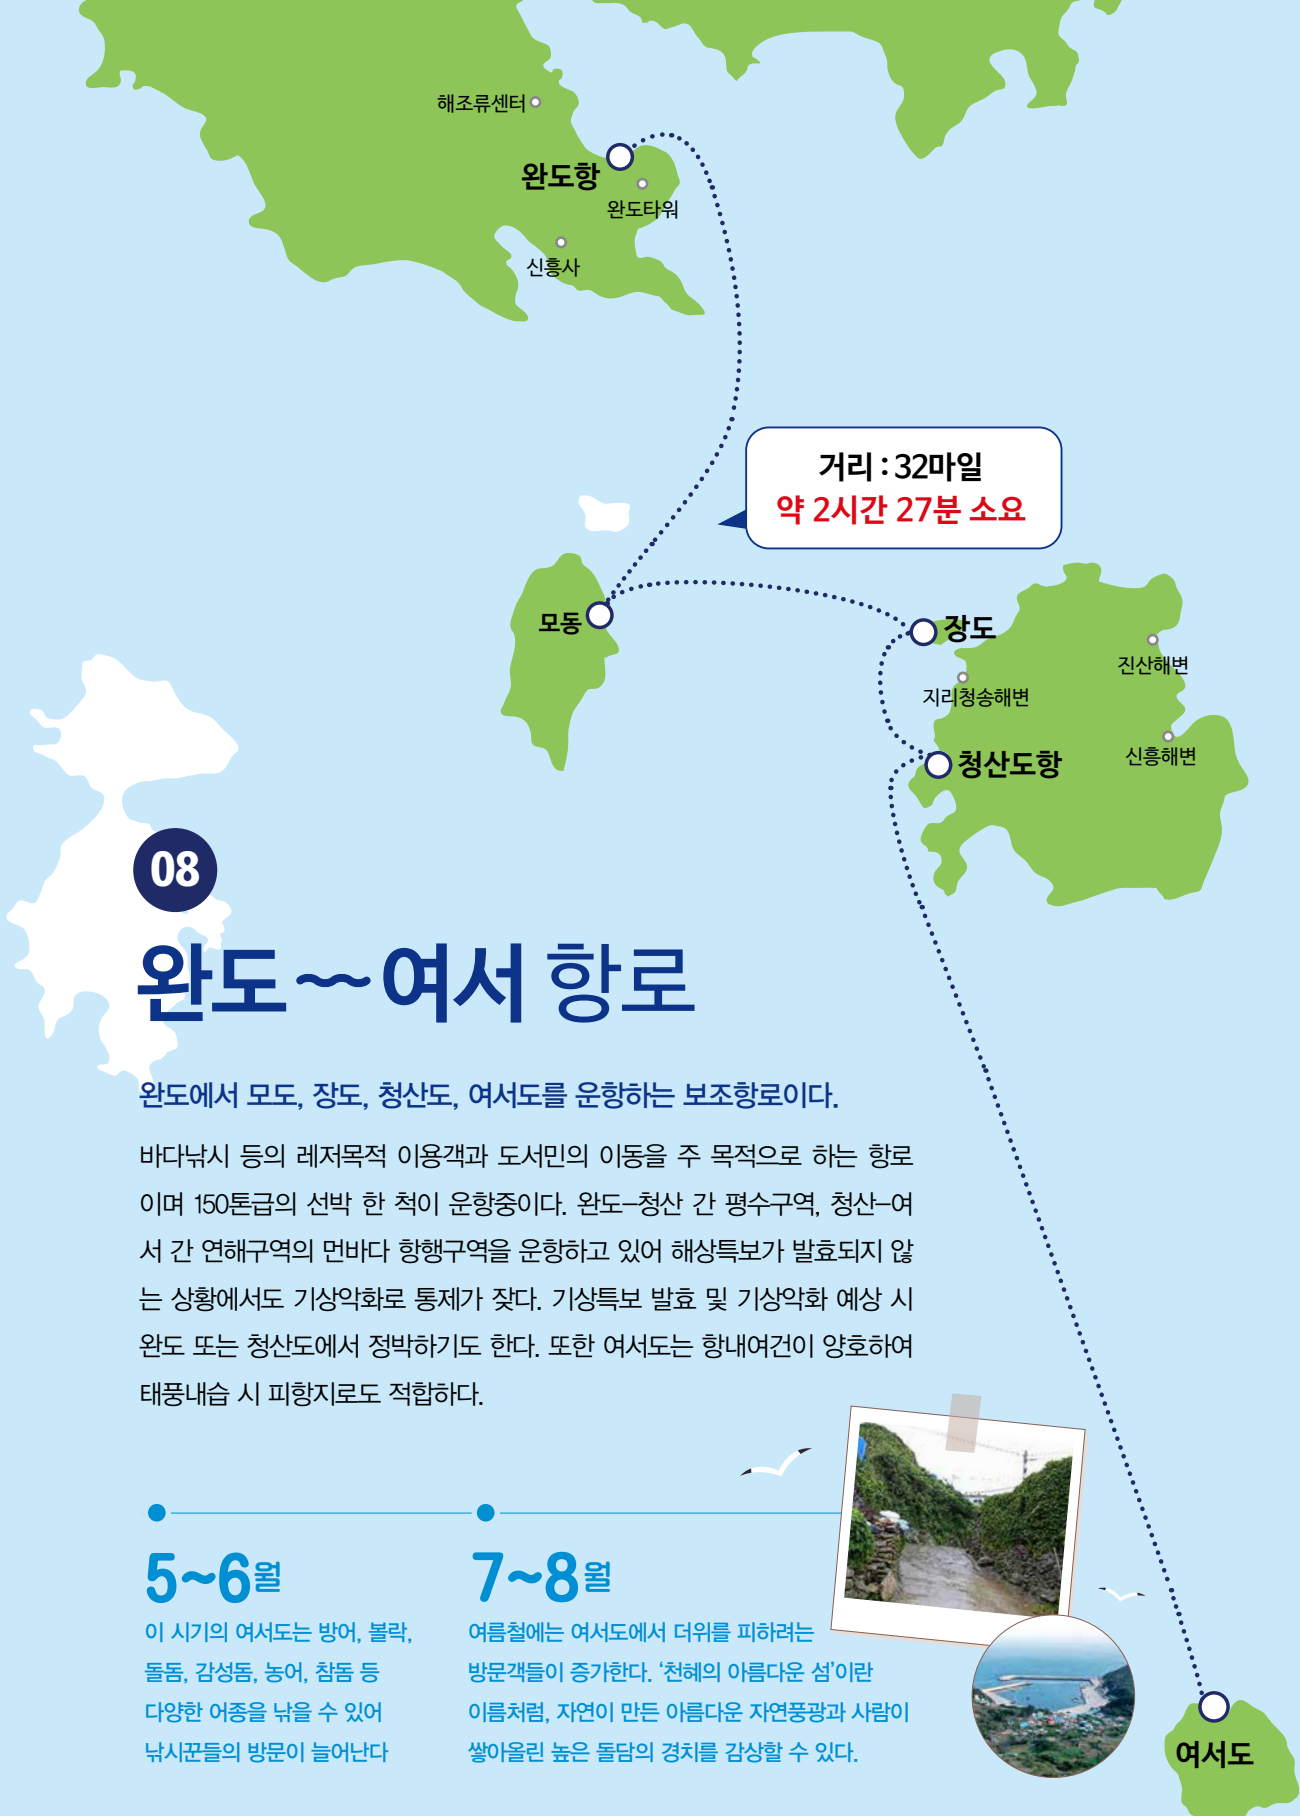 해조류센터
완도항
완도타워
신흥사
거리 : 32마일
약 2시간 27분 소요
모동
장도
진산해변
지리청송해변
신흥해변
청산도항
08
완도~여서 항로
완도에서 모도, 장도, 청산도, 여서도를 운항하는 보조항로이다.
바다낚시 등의 레저목적 이용객과 도서민의 이동을 주 목적으로 하는 항로
이며 150톤급의 선박 한 척이 운항중이다. 완도-청산 간 평수구역, 청산-여
서 간 연해구역의 먼바다 항행구역을 운항하고 있어 해상특보가 발효되지 않
는 상황에서도 기상악화로 통제가 잦다. 기상특보 발효 및 기상악화 예상 시
완도 또는 청산도에서 정박하기도 한다. 또한 여서도는 항내여건이 양호하여
태풍내습 시 피항지로도 적합하다.
5~6월
이 시기의 여서도는 방어, 볼락,
돌돔, 감성돔, 농어, 참돔 등
다양한 어종을 낚을 수 있어
낚시꾼들의 방문이 늘어난다
7~8월
여름철에는 여서도에서 더위를 피하려는
방문객들이 증가한다. ‘천혜의 아름다운 섬’이란
이름처럼, 자연이 만든 아름다운 자연풍광과 사람이
쌓아올린 높은 돌담의 경치를 감상할 수 있다.
여서도